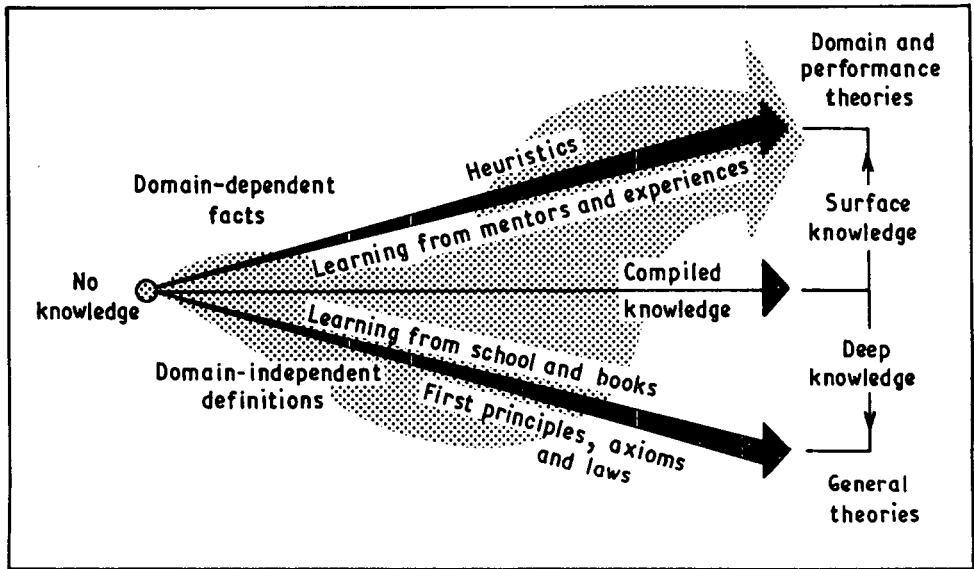 Domain and
performance
theories
Heuristics
Domain-dependent
facts
Learning from mentors and experiences
Surface
knowledge
No
knowledge
Compiled
knowledge
Learning from school and books
Deep
knowledge
Domain-independent
definitions
First principles, axioms
and laws
General
theories